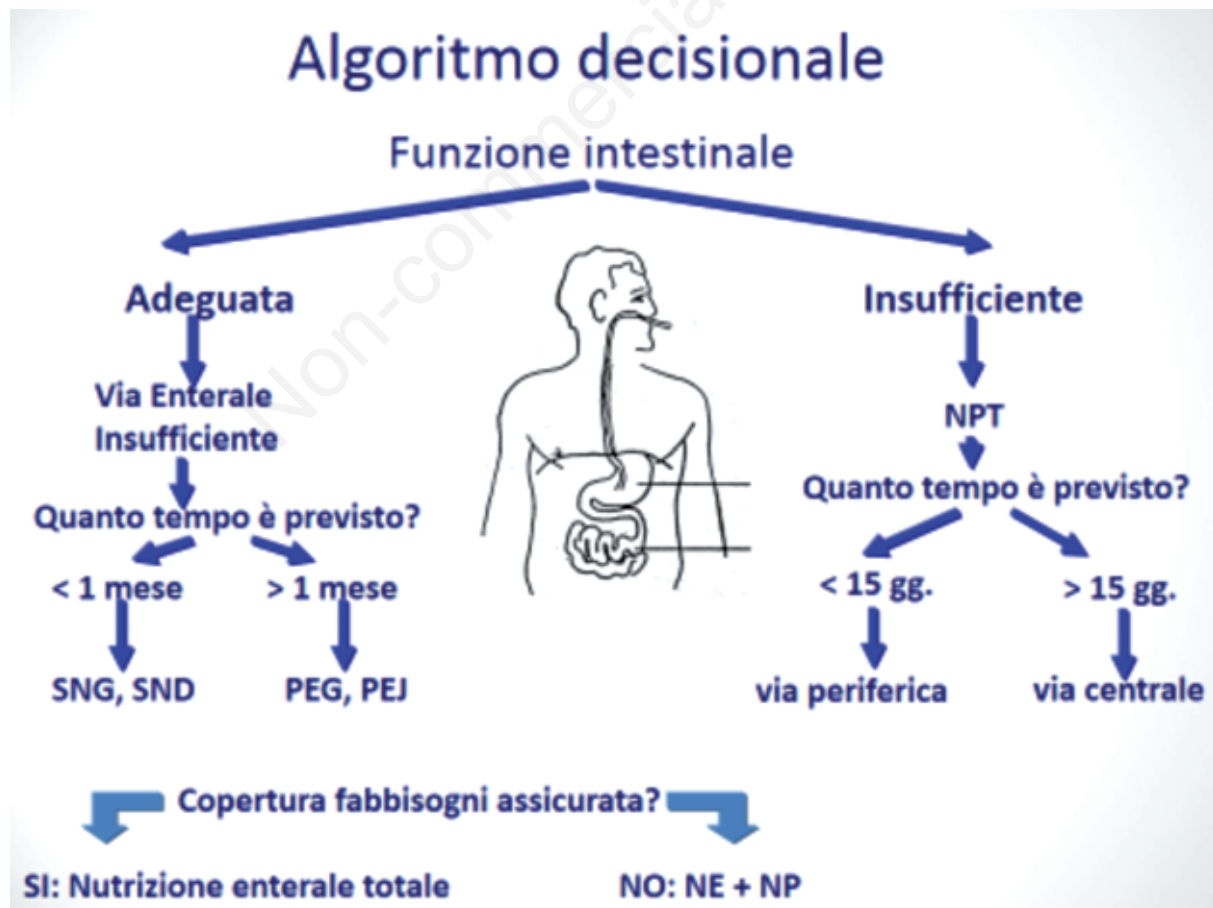 Algoritmo decisionale
Funzione intestinale
Adeguata
Via Enterale
Insufficiente
Quanto tempo è previsto?
< 1 mese
> 1 mese
SNG, SND
PEG, PEJ
Insufficiente
NPT
Quanto tempo è previsto?
< 15 gg.
> 15 gg.
via periferica
via centrale
Copertura fabbisogni assicurata?
SI: Nutrizione enterale totale
NO: NE + NP
Non-commercia